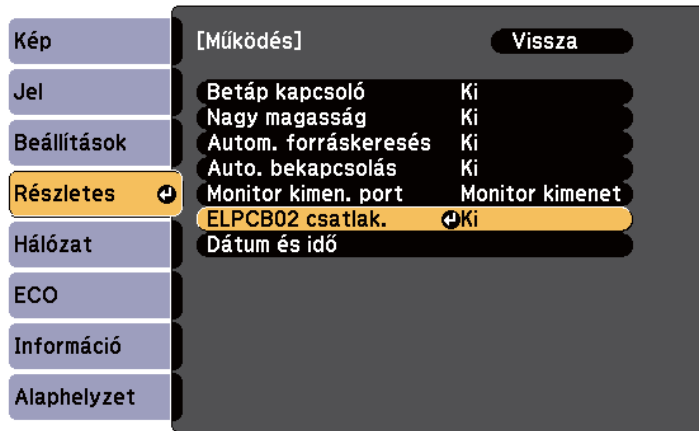 Kép
Jel
Beállítások
Részletes
Hálózat
ECO
Információ
Alaphelyzet
[Működés] Vissza
Betáp kapcsoló Ki
Nagy magasság Ki
Autom. forráskeresés Ki
Auto. bekapcsolás Ki
Monitor kimen. port Monitor kimenet
ELPCB02 csatlak. Ki
Dátum és idő